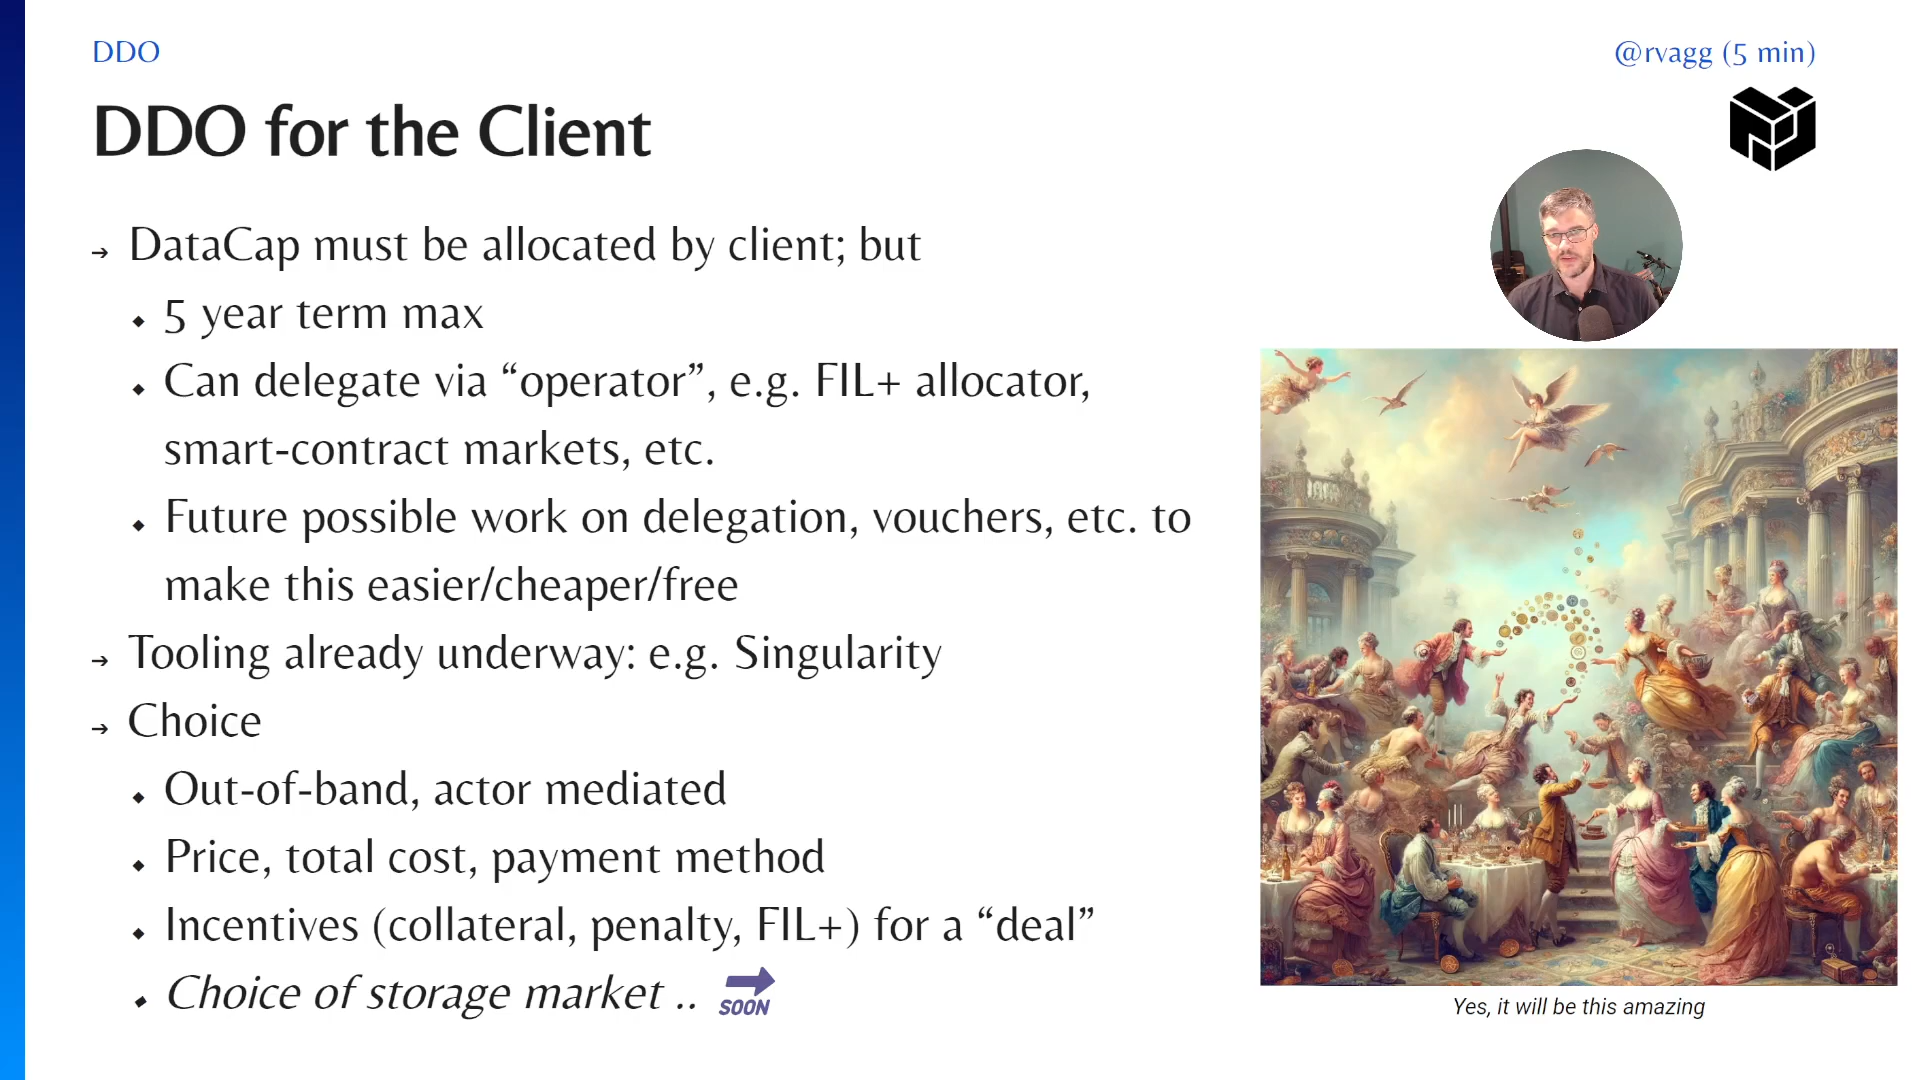 DDO
@rvagg (5 min)
DDO for the Client
→ DataCap must be allocated by client; but
◆ 5 year term max
◆ Can delegate via “operator”, e.g. FIL+ allocator,
smart-contract markets, etc.
◆ Future possible work on delegation, vouchers, etc. to
make this easier/cheaper/free
→ Tooling already underway: e.g. Singularity
→ Choice
◆ Out-of-band, actor mediated
◆ Price, total cost, payment method
◆ Incentives (collateral, penalty, FIL+) for a “deal”
◆ Choice of storage market .. SOON
Yes, it will be this amazing